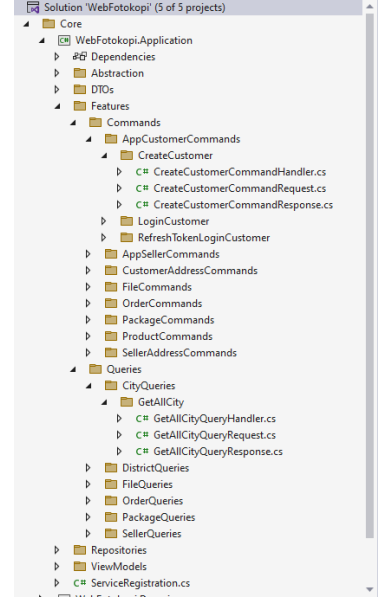 Solution 'WebFotokopi' (5 of 5 projects)
Core
C# WebFotokopi.Application
Dependencies
Abstraction
DTOs
Features
Commands
AppCustomerCommands
CreateCustomer
C# CreateCustomerCommandHandler.cs
C# CreateCustomerCommandRequest.cs
C# CreateCustomerCommandResponse.cs
LoginCustomer
RefreshTokenLoginCustomer
AppSellerCommands
CustomerAddressCommands
FileCommands
OrderCommands
PackageCommands
ProductCommands
SellerAddressCommands
Queries
CityQueries
GetAllCity
C# GetAllCityQueryHandler.cs
C# GetAllCityQueryRequest.cs
C# GetAllCityQueryResponse.cs
DistrictQueries
FileQueries
OrderQueries
PackageQueries
SellerQueries
Repositories
ViewModels
C# ServiceRegistration.cs